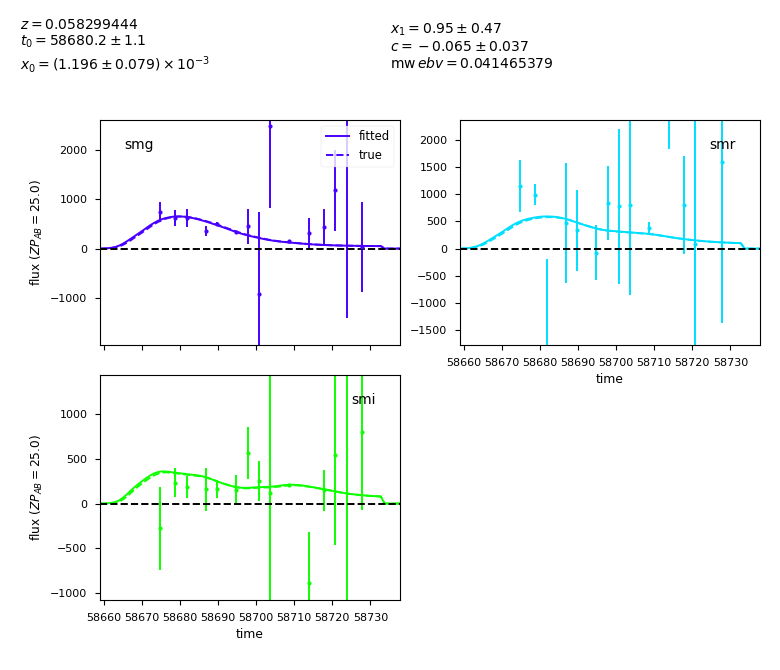 z = 0.058299444
t₀ = 58680.2 ± 1.1
x₀ = (1.196 ± 0.079) × 10⁻³
x₁ = 0.95 ± 0.47
c = −0.065 ± 0.037
mw ebv = 0.041465379
smg
fitted
true
2000
1000
0
−1000
flux (ZP_AB = 25.0)
smr
2000
1500
1000
500
0
−500
−1000
−1500
58660 58670 58680 58690 58700 58710 58720 58730
time
smi
1000
500
0
−500
−1000
flux (ZP_AB = 25.0)
58660 58670 58680 58690 58700 58710 58720 58730
time